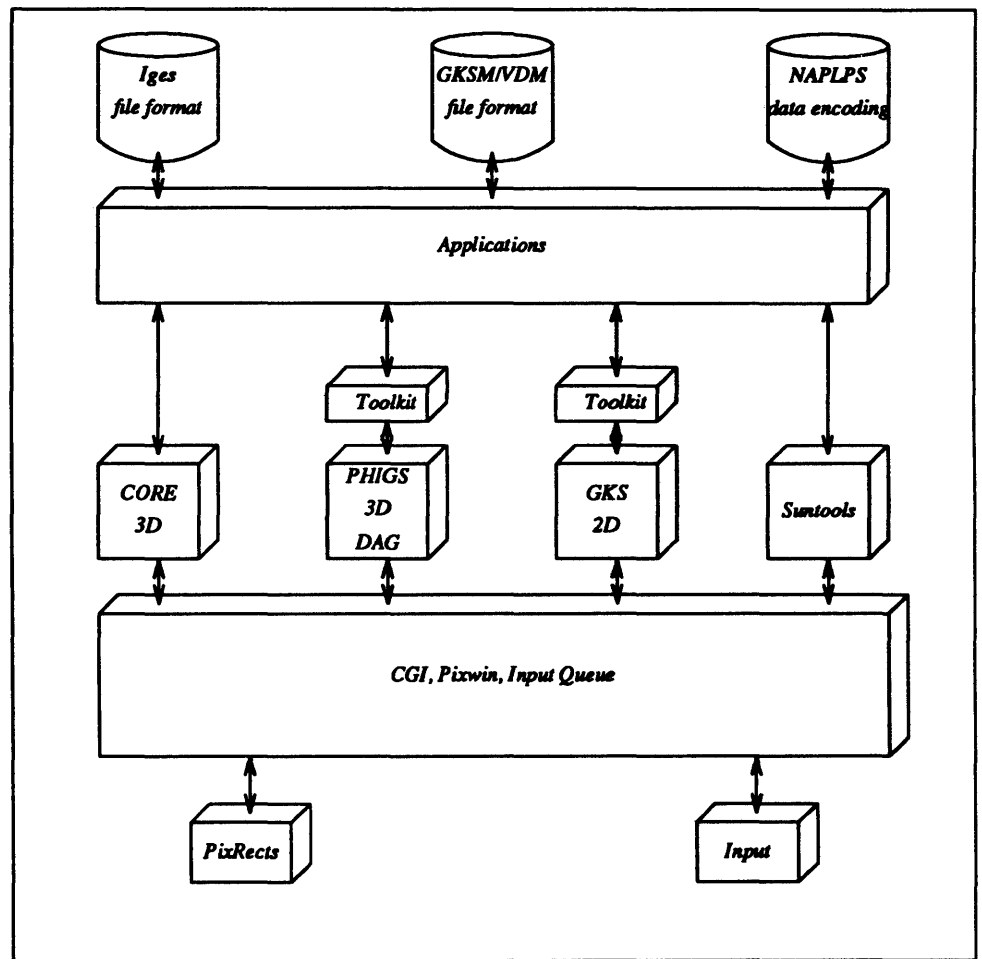 Iges
file format
GKSM/VDM
file format
NAPLPS
data encoding
Applications
Toolkit
Toolkit
CORE
3D
PHIGS
3D
DAG
GKS
2D
Suntools
CGI, Pixwin, Input Queue
PixRects
Input